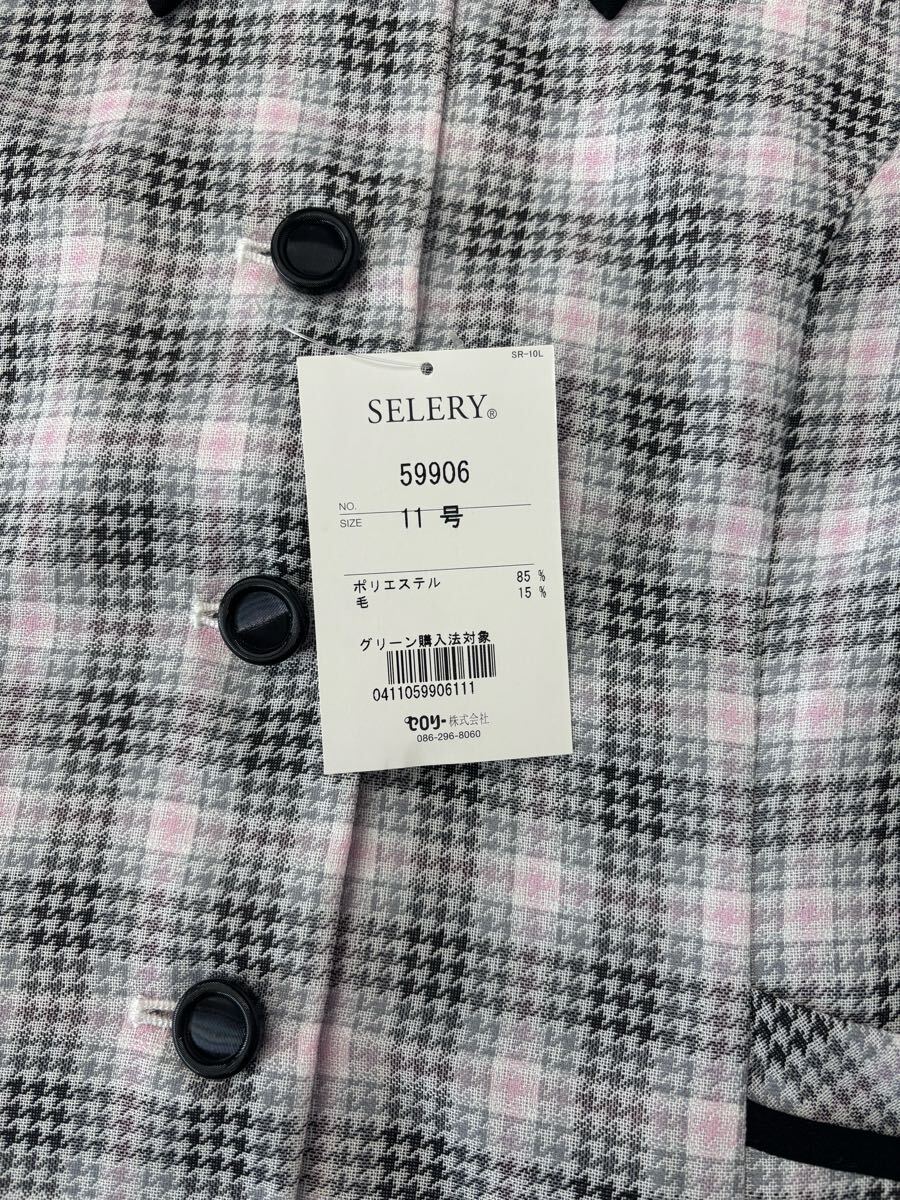 SR-10L
SELERY®
59906
NO.
SIZE 11 号
ポリエステル 85 %
毛 15 %
グリーン購入法対象
0411059906111
セロリー株式会社
086-296-8060